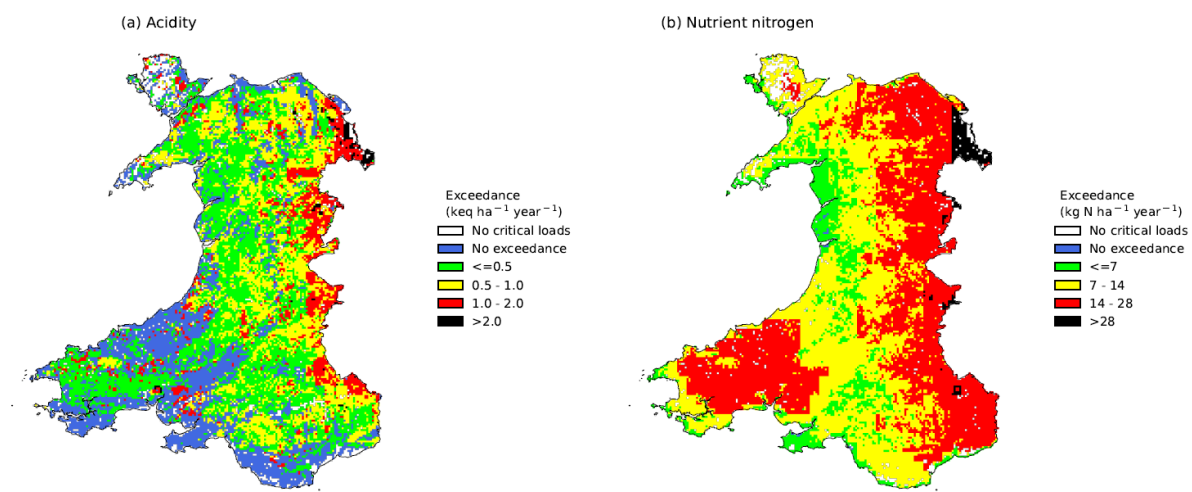 (a) Acidity
(b) Nutrient nitrogen
Exceedance
(keq ha⁻¹ year⁻¹)
No critical loads
No exceedance
<=0.5
0.5 - 1.0
1.0 - 2.0
>2.0
Exceedance
(kg N ha⁻¹ year⁻¹)
No critical loads
No exceedance
<=7
7 - 14
14 - 28
>28